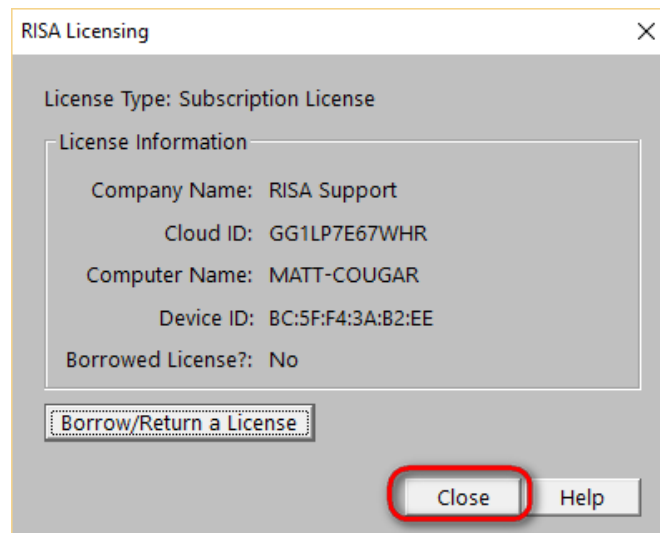 RISA Licensing
License Type: Subscription License
License Information
Company Name: RISA Support
Cloud ID: GG1LP7E67WHR
Computer Name: MATT-COUGAR
Device ID: BC:5F:F4:3A:B2:EE
Borrowed License?: No
Borrow/Return a License
Close Help